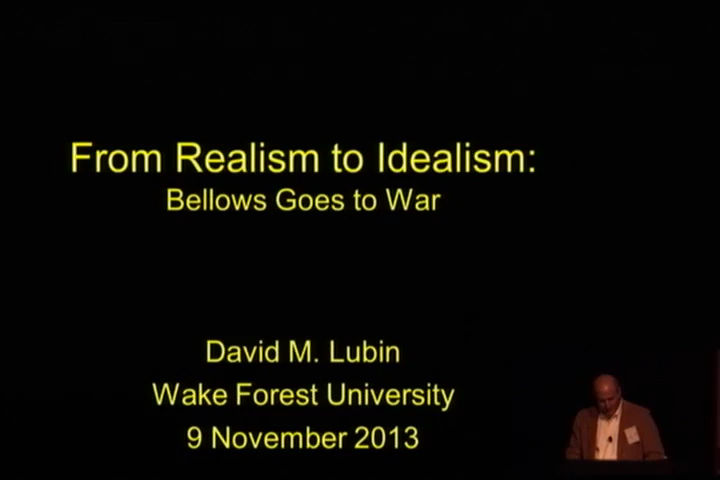 From Realism to Idealism:
Bellows Goes to War
David M. Lubin
Wake Forest University
9 November 2013